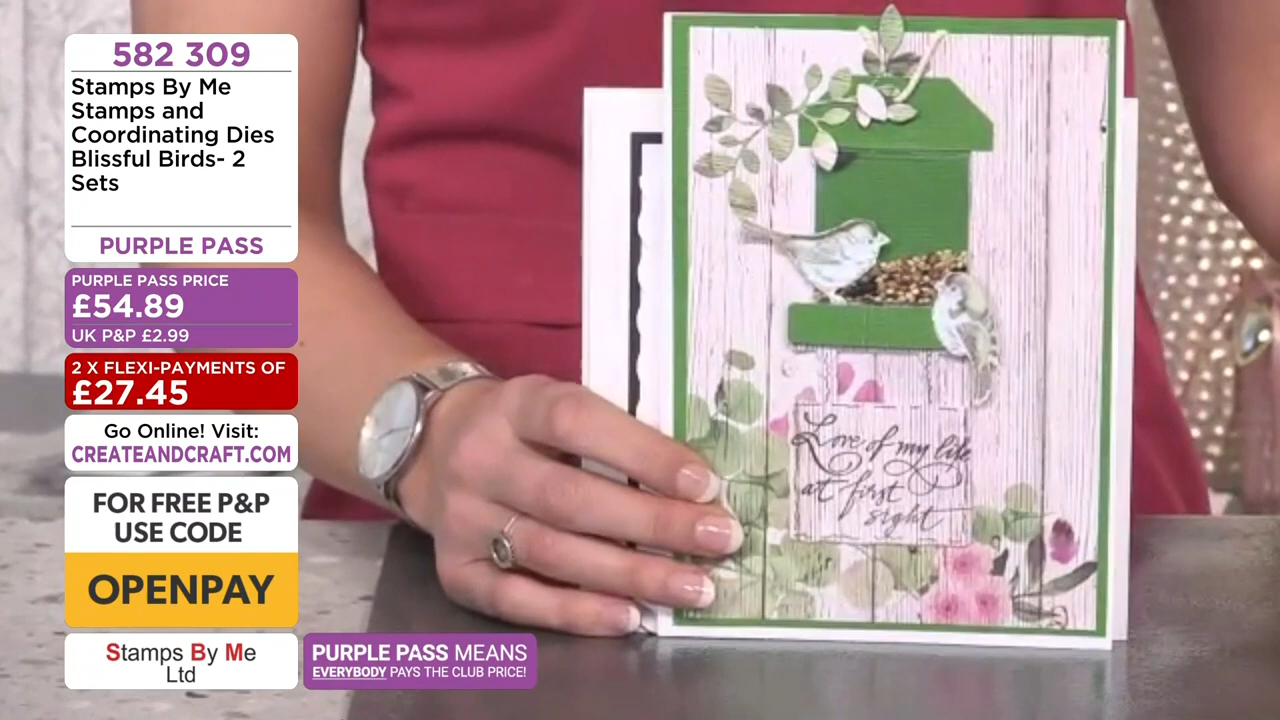 582 309
Stamps By Me
Stamps and
Coordinating Dies
Blissful Birds- 2
Sets
PURPLE PASS
PURPLE PASS PRICE
£54.89
UK P&P £2.99
2 X FLEXI-PAYMENTS OF
£27.45
Go Online! Visit:
CREATEANDCRAFT.COM
FOR FREE P&P
USE CODE
OPENPAY
Stamps By Me
Ltd
PURPLE PASS MEANS
EVERYBODY PAYS THE CLUB PRICE!
Love of my life
at first
sight